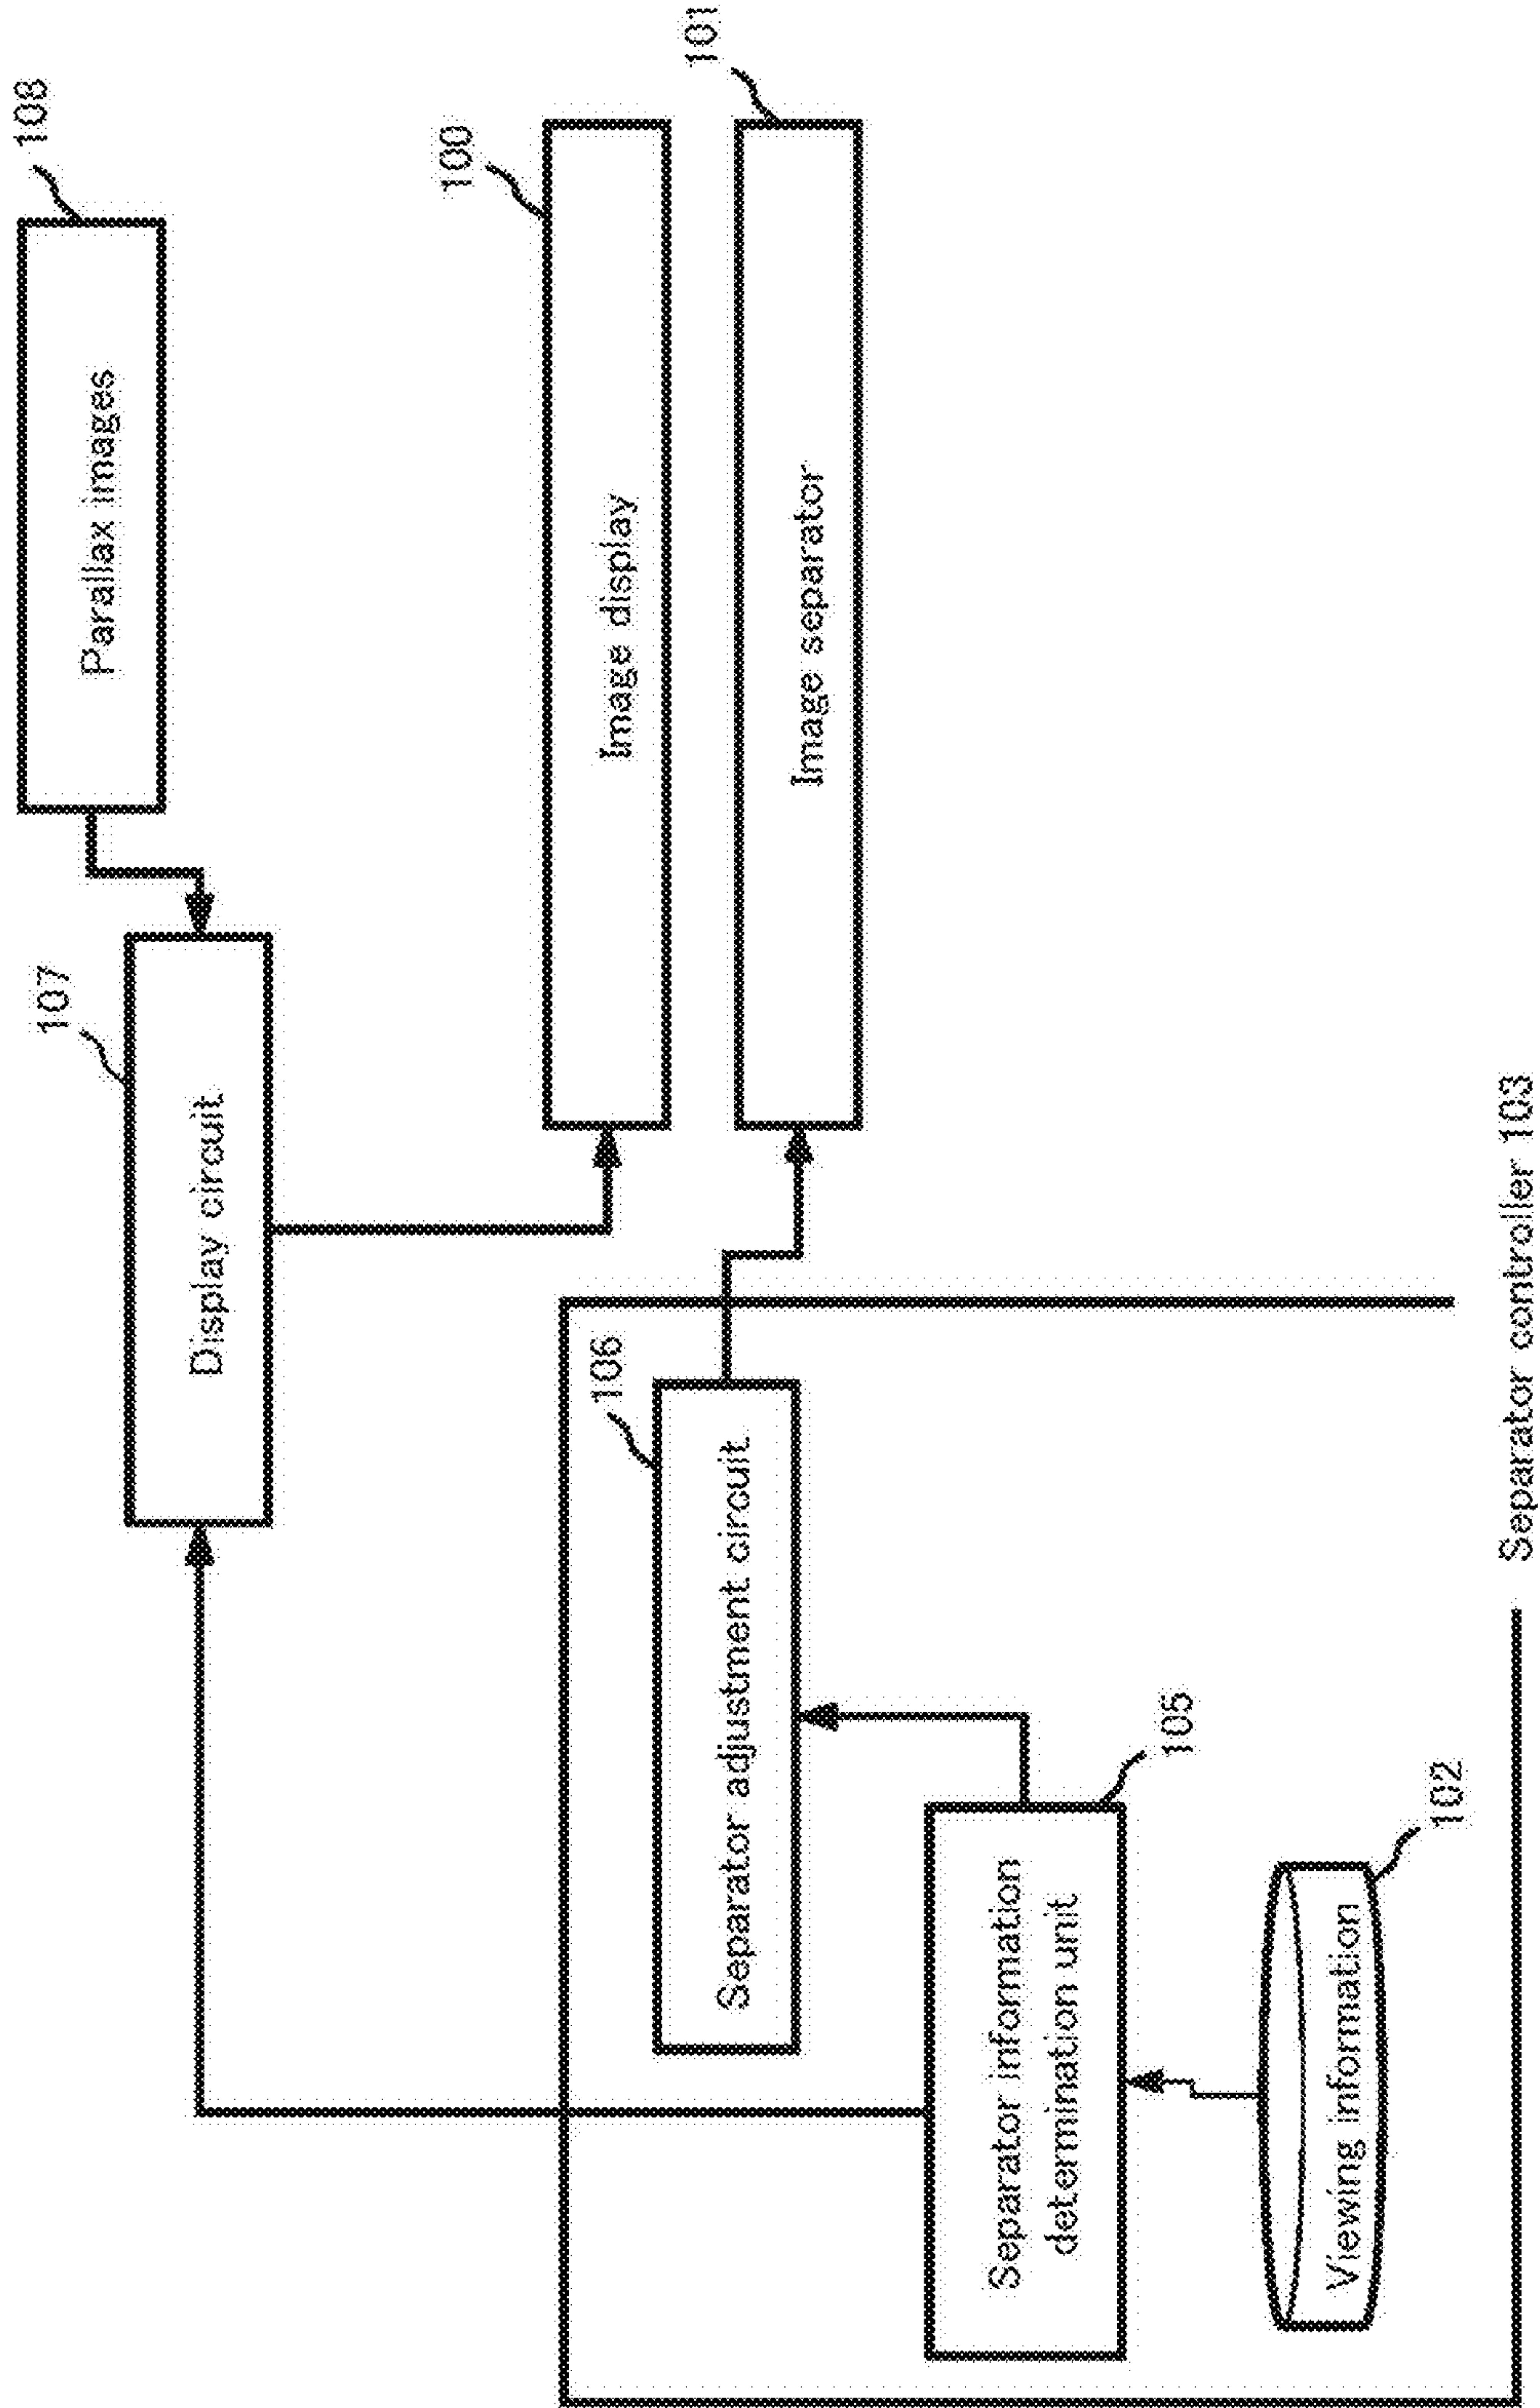 108
Parallax images
107
Display circuit
100
Image display
101
Image separator
106
Separator adjustment circuit
105
Separator information
determination unit
102
Viewing information
Separator controller 103